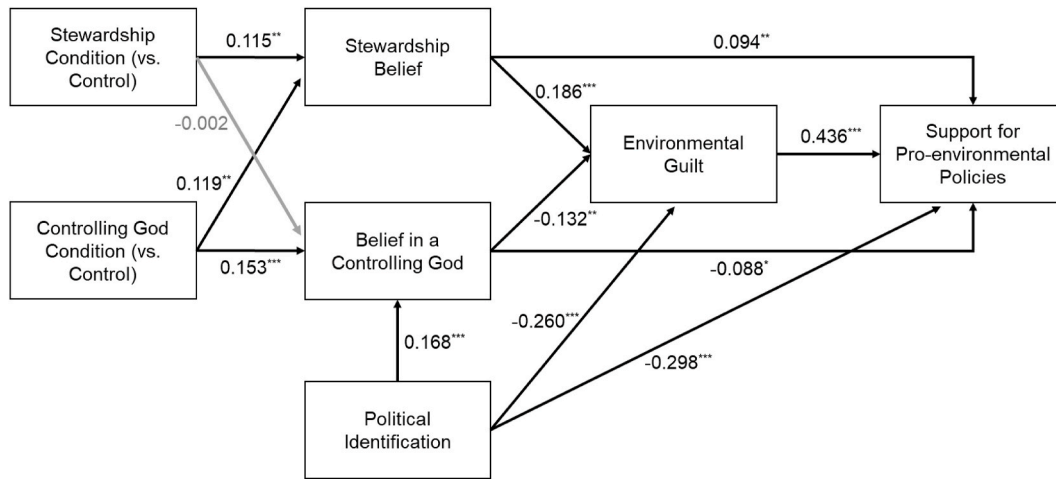 Stewardship
Condition (vs.
Control)
0.115**
Stewardship
Belief
0.094**
0.186***
-0.002
Environmental
Guilt
0.436***
Support for
Pro-environmental
Policies
0.119**
-0.132**
Controlling God
Condition (vs.
Control)
0.153***
Belief in a
Controlling God
-0.088*
0.168***
-0.260***
-0.298***
Political
Identification